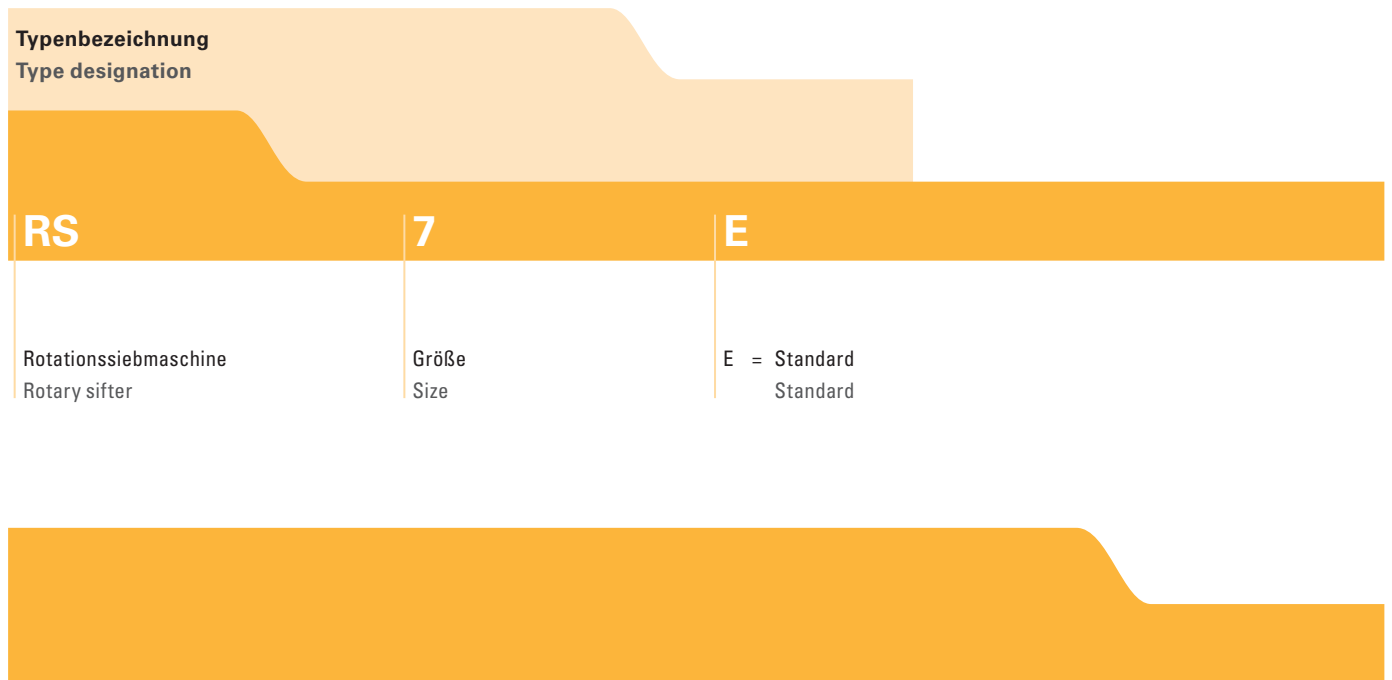 Typenbezeichnung
Type designation
RS 7 E
Rotationssiebmaschine Größe E = Standard
Rotary sifter Size Standard